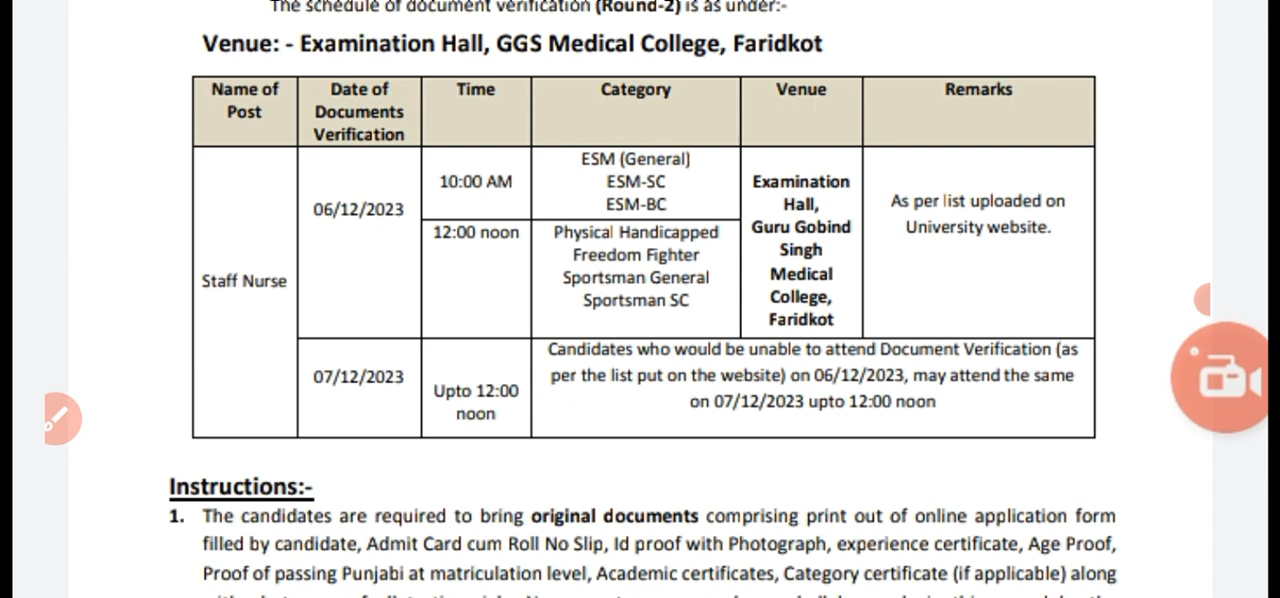 The schedule of document verification (Round-2) is as under:-
Venue: - Examination Hall, GGS Medical College, Faridkot
Name of Post
Date of Documents Verification
Time
Category
Venue
Remarks
Staff Nurse
06/12/2023
10:00 AM
ESM (General)
ESM-SC
ESM-BC
Examination
Hall,
Guru Gobind
Singh
Medical
College,
Faridkot
As per list uploaded on
University website.
12:00 noon
Physical Handicapped
Freedom Fighter
Sportsman General
Sportsman SC
07/12/2023
Upto 12:00
noon
Candidates who would be unable to attend Document Verification (as
per the list put on the website) on 06/12/2023, may attend the same
on 07/12/2023 upto 12:00 noon
Instructions:-
1. The candidates are required to bring original documents comprising print out of online application form
filled by candidate, Admit Card cum Roll No Slip, Id proof with Photograph, experience certificate, Age Proof,
Proof of passing Punjabi at matriculation level, Academic certificates, Category certificate (if applicable) along